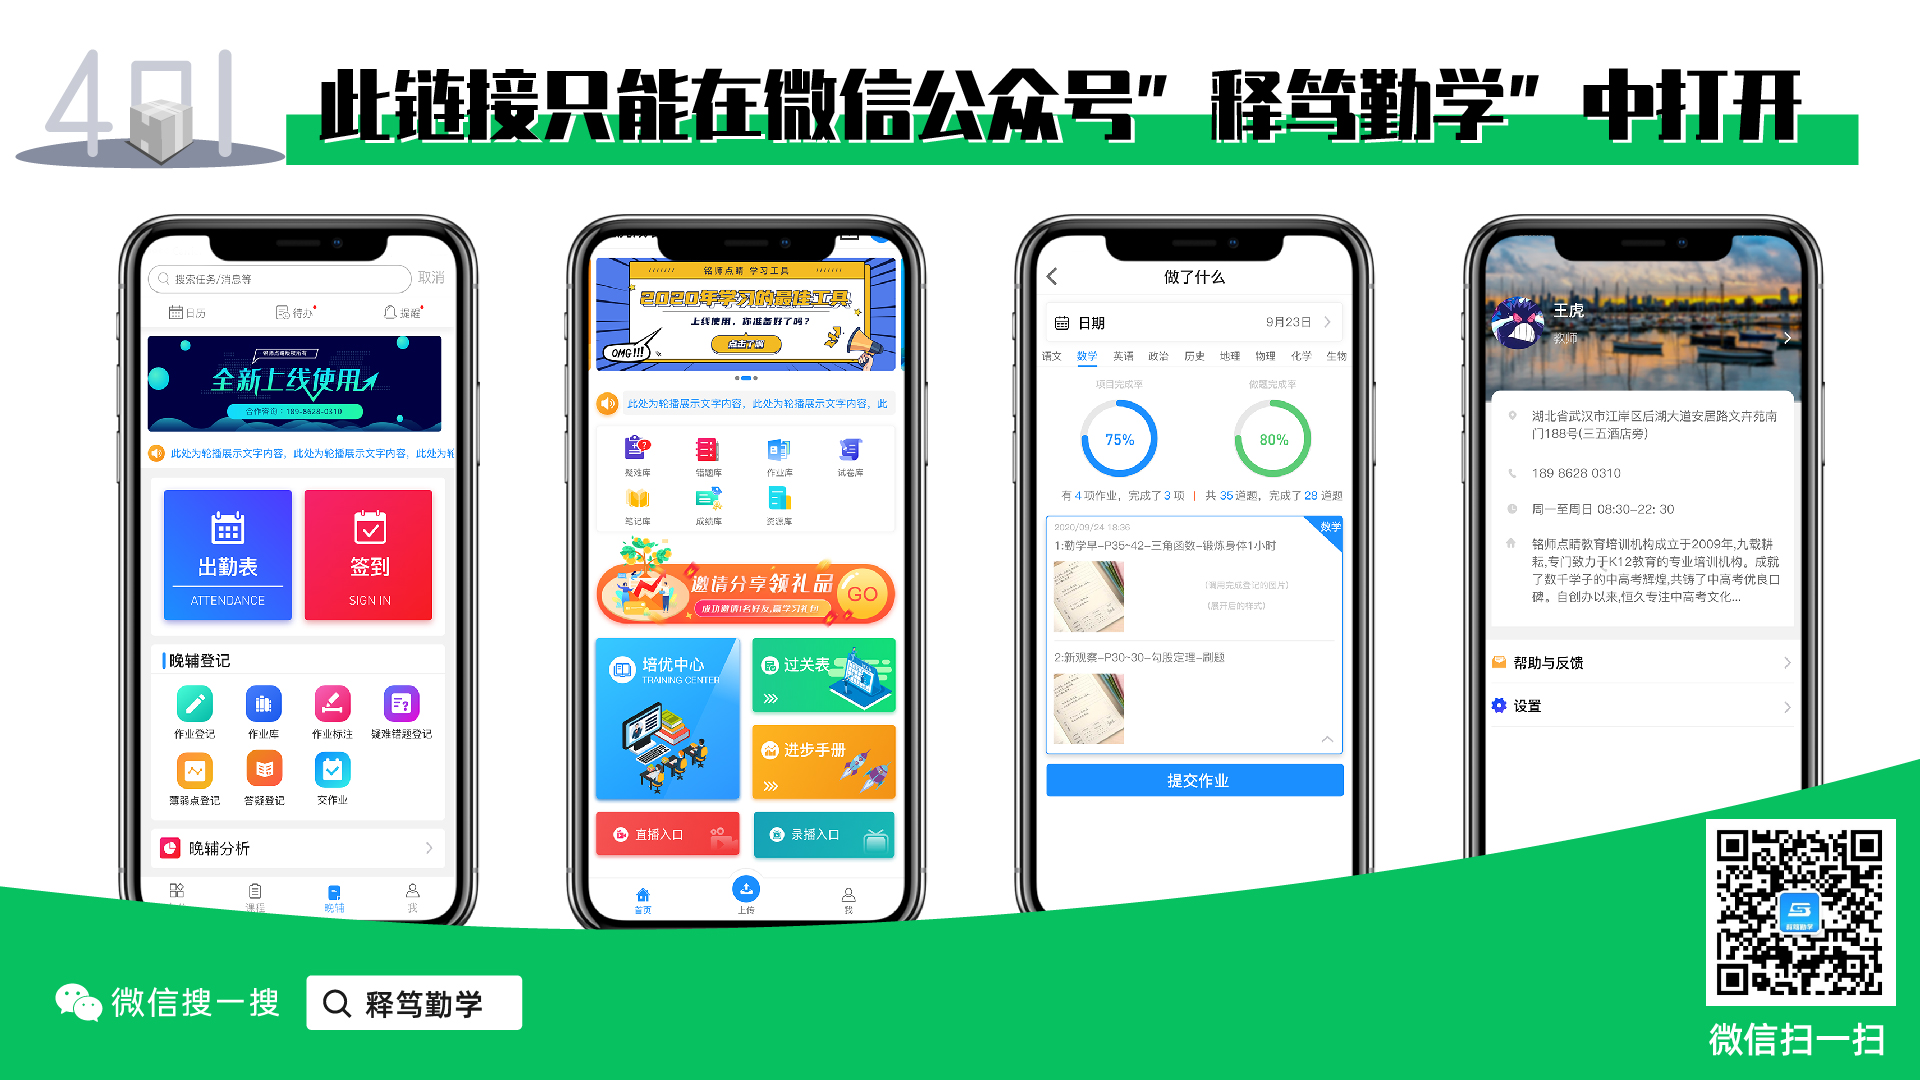 401
此链接只能在微信公众号”释笃勤学”中打开
搜索任务/消息等
取消
日历
待办
提醒
全新上线使用
合作咨询：189-8628-0310
此处为轮播展示文字内容，此处为轮播展示文字内容，此处为轮
出勤表
ATTENDANCE
签到
SIGN IN
晚辅登记
作业登记
作业库
作业标注
疑难错题登记
薄弱点登记
答疑登记
交作业
晚辅分析
课程
晚辅
我
铭师点睛 学习工具
2020年学习的最佳工具
上线使用，你准备好了吗？
点击了解
OMG !!!
此处为轮播展示文字内容，此处为轮播展示文字内容，此
疑难库
错题库
作业库
试卷库
笔记库
成绩库
资源库
邀请分享领礼品
成功邀请1名好友,赢学习礼包
GO
培优中心
TRAINING CENTER
过关表
进步手册
直播入口
录播入口
首页
上传
我
做了什么
日期
9月23日
语文
数学
英语
政治
历史
地理
物理
化学
生物
项目完成率
做题完成率
75%
80%
有 4 项作业，完成了 3 项
共 35 道题，完成了 28 道题
2020/09/24 18:36
数学
1:勤学早-P35~42-三角函数-锻炼身体1小时
(调用完成登记的图片)
(展开后的样式)
2:新观察-P30~30-勾股定理-刷题
提交作业
王虎
教师
湖北省武汉市江岸区后湖大道安居路文卉苑南
门188号(三五酒店旁)
189 8628 0310
周一至周日 08:30-22: 30
铭师点睛教育培训机构成立于2009年,九载耕
耘,专门致力于K12教育的专业培训机构。成就
了数千学子的中高考辉煌,共铸了中高考优良口
碑。自创办以来,恒久专注中高考文化...
帮助与反馈
设置
微信搜一搜
释笃勤学
释笃勤学
微信扫一扫